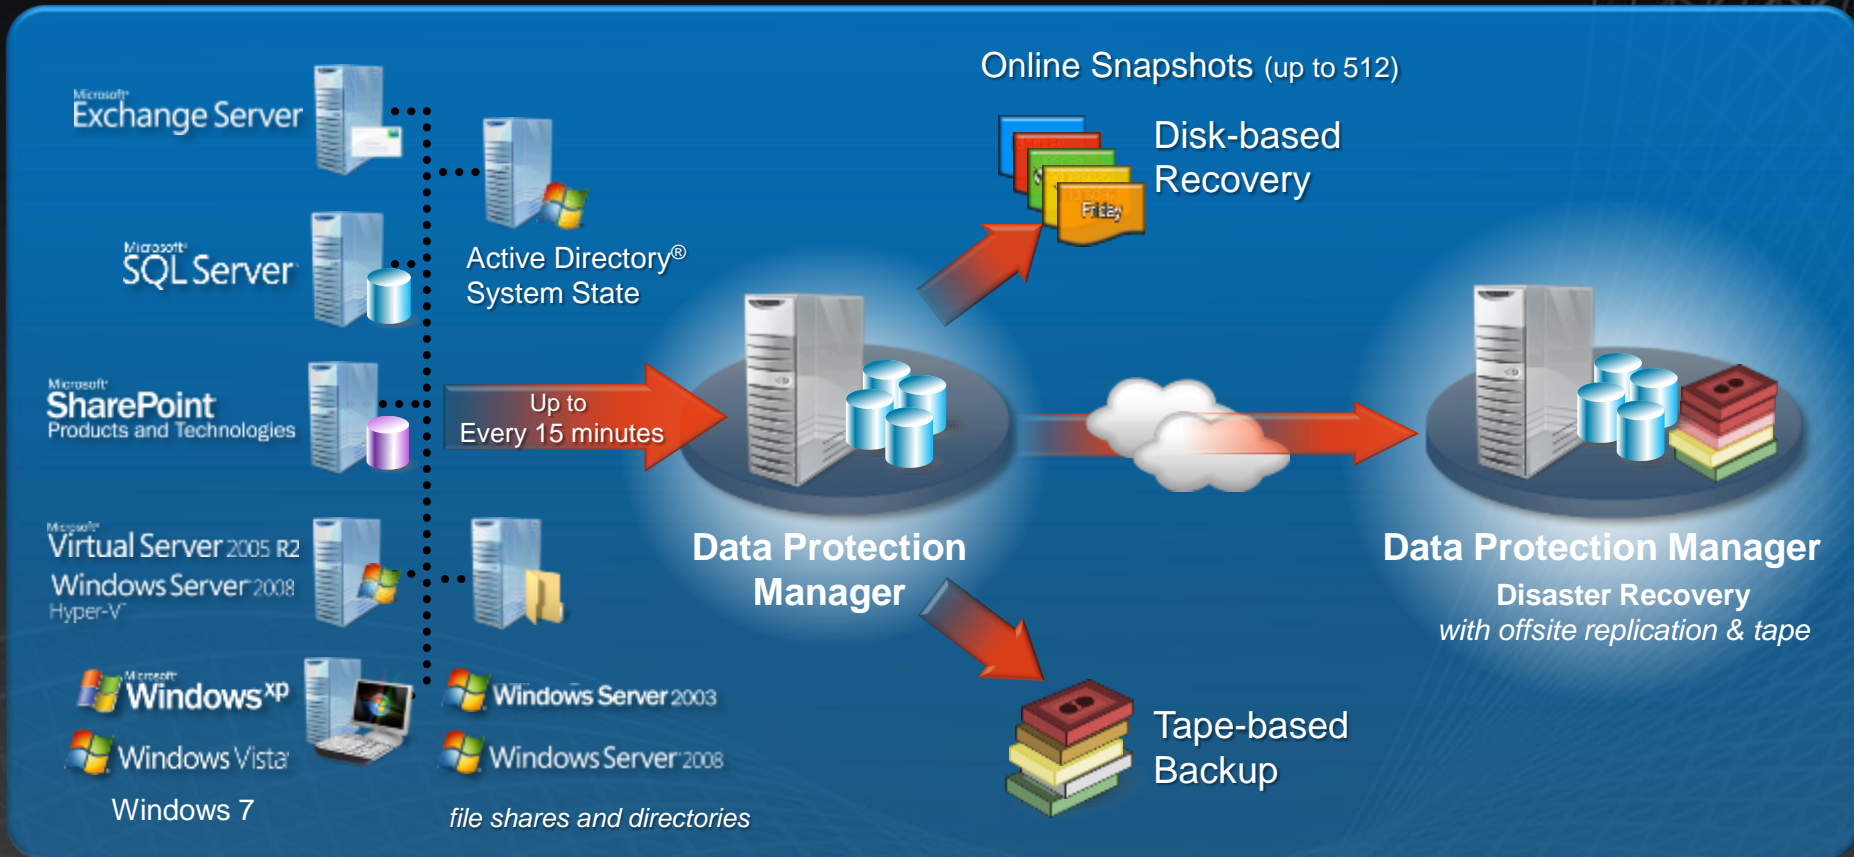 Microsoft®
Exchange Server
Microsoft®
SQL Server
Microsoft®
SharePoint
Products and Technologies
Microsoft®
Virtual Server 2005 R2
Windows Server 2008
Hyper-V™
Microsoft
Windows xp
Windows Vista
Windows 7
Active Directory®
System State
Windows Server 2003
Windows Server 2008
file shares and directories
Up to
Every 15 minutes
Data Protection
Manager
Online Snapshots (up to 512)
Disk-based
Recovery
Friday
Tape-based
Backup
Data Protection Manager
Disaster Recovery
with offsite replication & tape